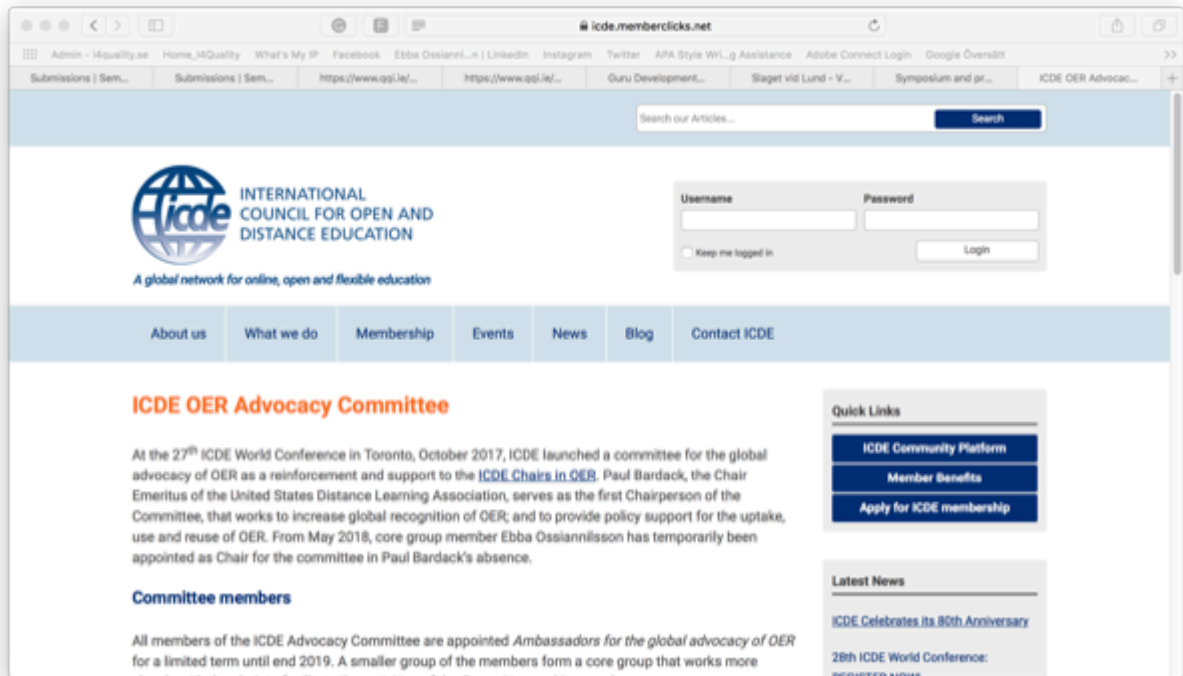 icde.memberclicks.net
Admin - i4quality.se Home_I4Quality What's My IP Facebook Ebba Ossianni...n | LinkedIn Instagram Twitter APA Style Wri...g Assistance Adobe Connect Login Google Översätt >>
Submissions | Sem... Submissions | Sem... https://www.qqi.ie/... https://www.qqi.ie/... Guru Development... Slaget vid Lund - V... Symposium and pr... ICDE OER Advocac... +
Search our Articles... Search
icde
INTERNATIONAL
COUNCIL FOR OPEN AND
DISTANCE EDUCATION
A global network for online, open and flexible education
Username Password
Keep me logged in Login
About us What we do Membership Events News Blog Contact ICDE
ICDE OER Advocacy Committee
At the 27th ICDE World Conference in Toronto, October 2017, ICDE launched a committee for the global
advocacy of OER as a reinforcement and support to the ICDE Chairs in OER. Paul Bardack, the Chair
Emeritus of the United States Distance Learning Association, serves as the first Chairperson of the
Committee, that works to increase global recognition of OER; and to provide policy support for the uptake,
use and reuse of OER. From May 2018, core group member Ebba Ossiannilsson has temporarily been
appointed as Chair for the committee in Paul Bardack's absence.
Committee members
All members of the ICDE Advocacy Committee are appointed Ambassadors for the global advocacy of OER
for a limited term until end 2019. A smaller group of the members form a core group that works more
Quick Links
ICDE Community Platform
Member Benefits
Apply for ICDE membership
Latest News
ICDE Celebrates its 80th Anniversary
28th ICDE World Conference:
REGISTER NOW!